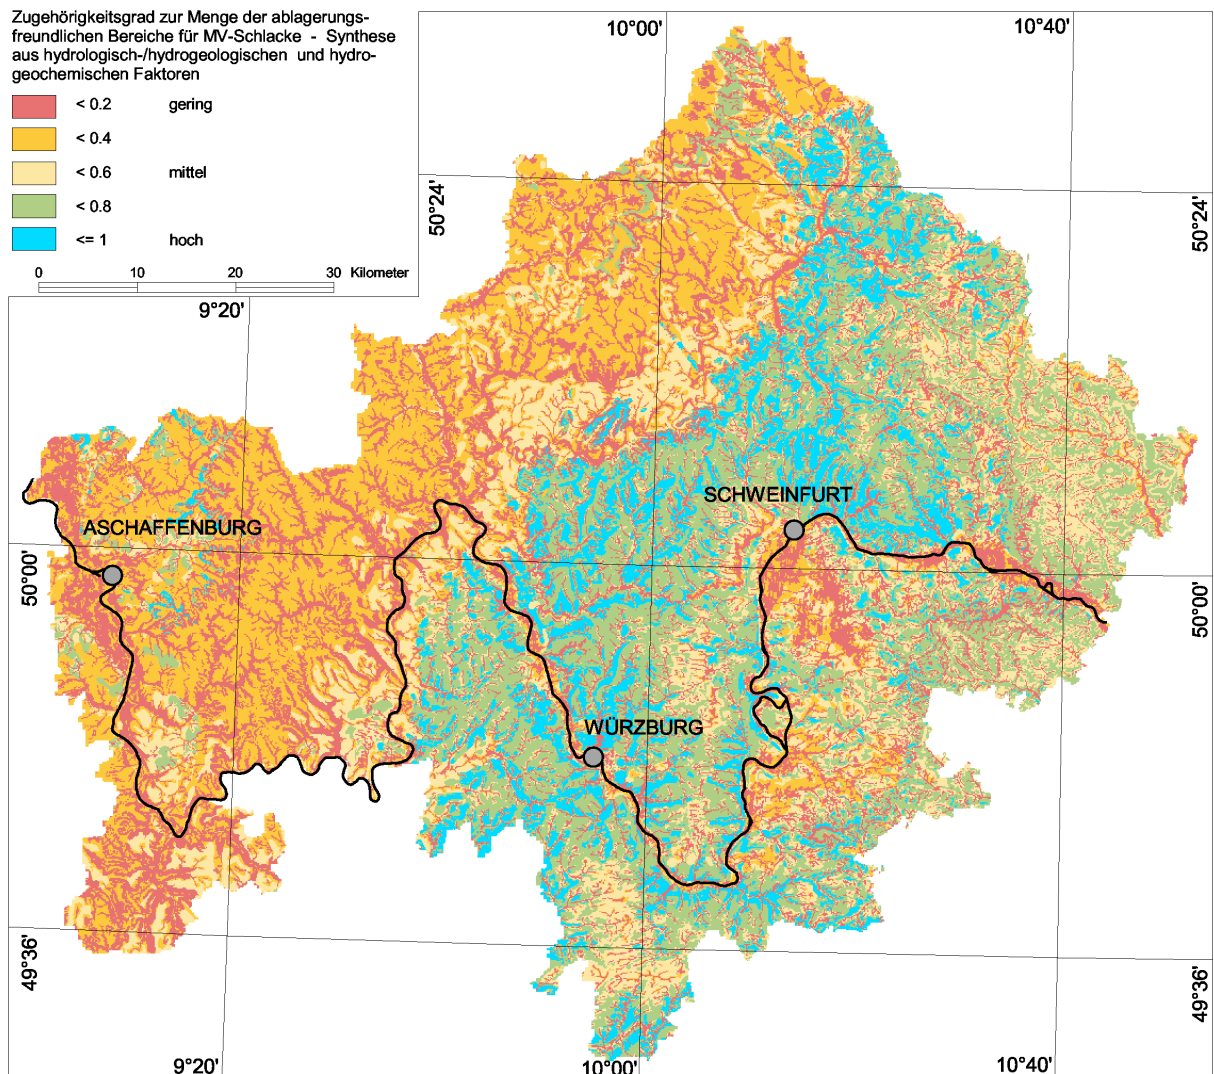 Zugehörigkeitsgrad zur Menge der ablagerungs-
freundlichen Bereiche für MV-Schlacke - Synthese
aus hydrologisch-/hydrogeologischen und hydro-
geochemischen Faktoren
< 0.2 gering
< 0.4
< 0.6 mittel
< 0.8
<= 1 hoch
0 10 20 30 Kilometer
10°00'
10°40'
50°24'
50°24'
9°20'
SCHWEINFURT
ASCHAFFENBURG
50°00'
50°00'
WÜRZBURG
49°36'
49°36'
9°20'
10°00'
10°40'